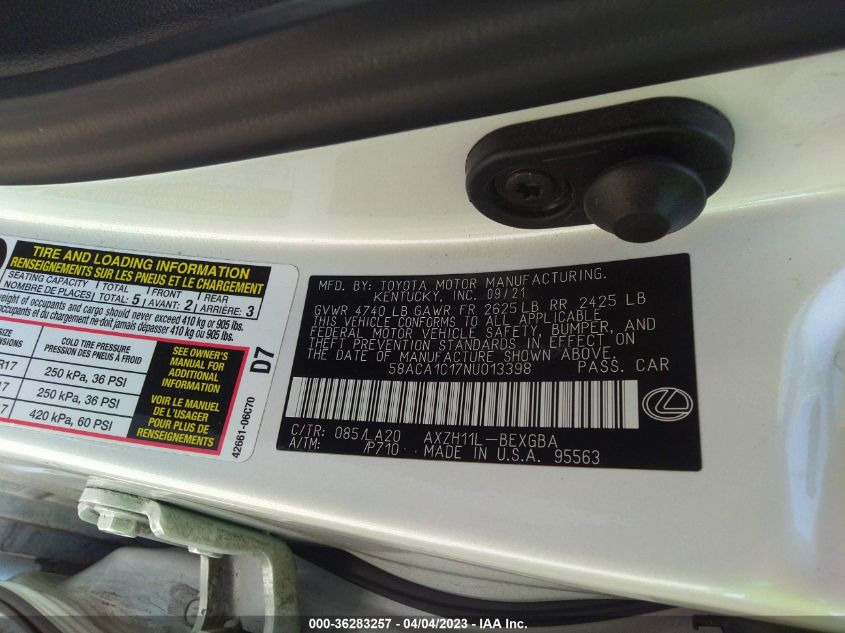 TIRE AND LOADING INFORMATION
RENSEIGNEMENTS SUR LES PNEUS ET LE CHARGEMENT
SEATING CAPACITY
NOMBRE DE PLACES
TOTAL
TOTAL: 5
FRONT
AVANT: 2
REAR
ARRIÈRE: 3
weight of occupants and cargo should never exceed 410 kg or 905 lbs.
occupants et du chargement ne doit jamais dépasser 410 kg ou 905 lbs.
COLD TIRE PRESSURE
PRESSION DES PNEUS À FROID
R17
250 kPa, 36 PSI
17
250 kPa, 36 PSI
17
420 kPa, 60 PSI
SEE OWNER'S
MANUAL FOR
ADDITIONAL
INFORMATION
VOIR LE MANUEL
DE L'USAGER
POUR PLUS DE
RENSEIGNEMENTS
D7
42661-06C70
MFD. BY: TOYOTA MOTOR MANUFACTURING.
KENTUCKY, INC. 09/21
GVWR 4740 LB GAWR FR 2625 LB RR 2425 LB
THIS VEHICLE CONFORMS TO ALL APPLICABLE
FEDERAL MOTOR VEHICLE SAFETY, BUMPER, AND
THEFT PREVENTION STANDARDS IN EFFECT ON
THE DATE OF MANUFACTURE SHOWN ABOVE.
58ACA1C17NU013398 PASS. CAR
C/TR: 085/LA20 AXZH11L-BEXGBA
A/TM: /P710 MADE IN U.S.A. 95563
000-36283257 - 04/04/2023 - IAA Inc.